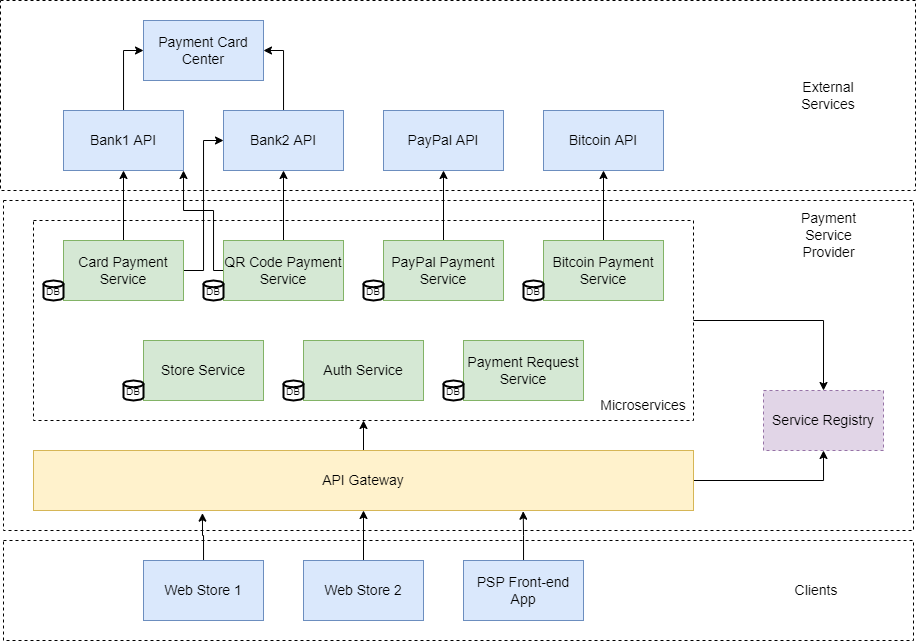 Payment Card
Center
External
Services
Bank1 API
Bank2 API
PayPal API
Bitcoin API
Payment
Service
Provider
Card Payment
Service
DB
QR Code Payment
Service
DB
PayPal Payment
Service
DB
Bitcoin Payment
Service
DB
Store Service
DB
Auth Service
DB
Payment Request
Service
DB
Microservices
Service Registry
API Gateway
Web Store 1
Web Store 2
PSP Front-end
App
Clients